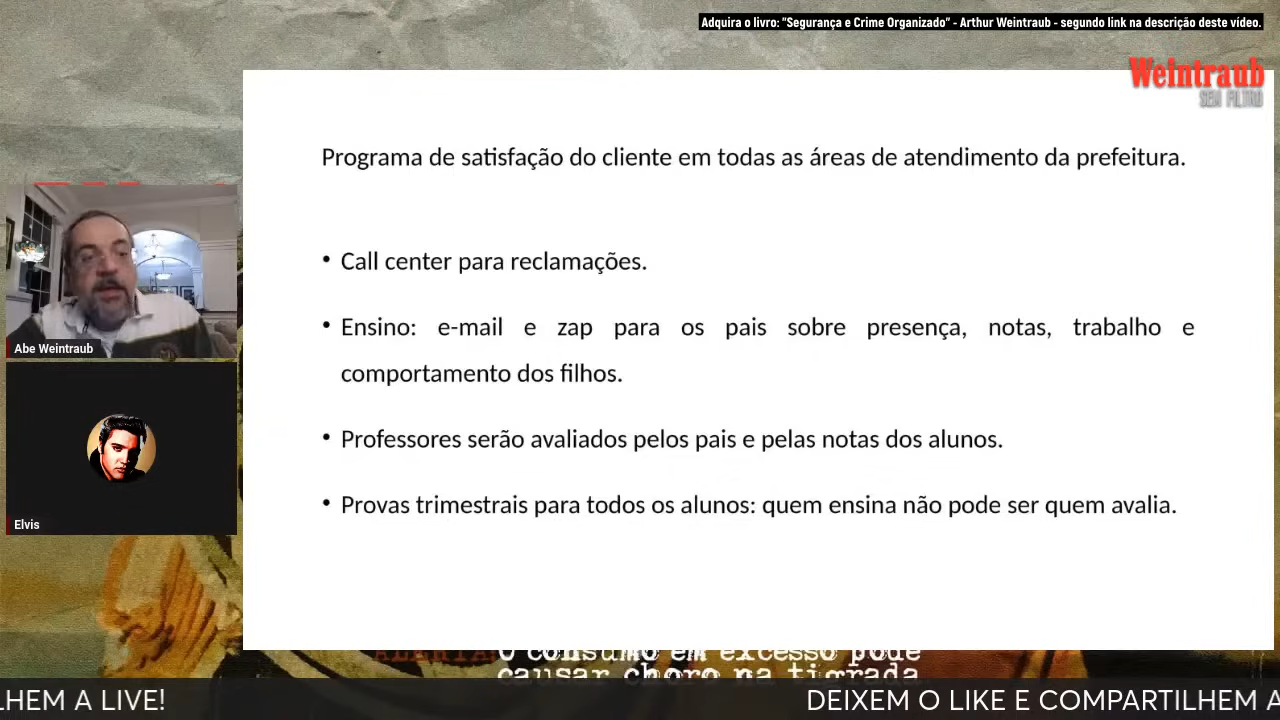 Adquira o livro: "Segurança e Crime Organizado" - Arthur Weintraub - segundo link na descrição deste vídeo.
Weintraub
SEM FILTRO
Programa de satisfação do cliente em todas as áreas de atendimento da prefeitura.
• Call center para reclamações.
• Ensino: e-mail e zap para os pais sobre presença, notas, trabalho e
comportamento dos filhos.
• Professores serão avaliados pelos pais e pelas notas dos alunos.
• Provas trimestrais para todos os alunos: quem ensina não pode ser quem avalia.
Abe Weintraub
Elvis
ALERTA: O consumo em excesso pode
causar choro na tigrada
LHEM A LIVE!
DEIXEM O LIKE E COMPARTILHEM A